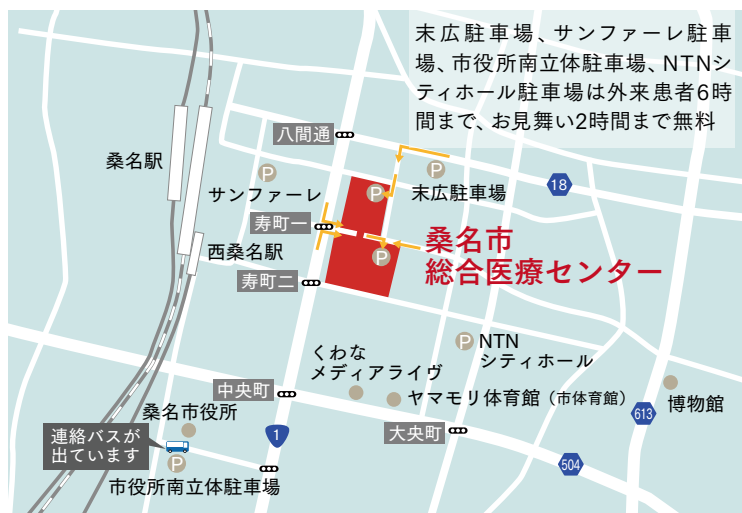 末広駐車場、サンファーレ駐車
場、市役所南立体駐車場、NTNシ
ティホール駐車場は外来患者6時
間まで、お見舞い2時間まで無料
八間通
桑名駅
P
サンファーレ
P
P
末広駐車場
18
寿町一
西桑名駅
P
桑名市
総合医療センター
寿町二
P
NTN
シティホール
くわな
メディアライヴ
中央町
ヤマモリ体育館（市体育館）
613
博物館
桑名市役所
連絡バスが
出ています
1
大央町
P
504
市役所南立体駐車場